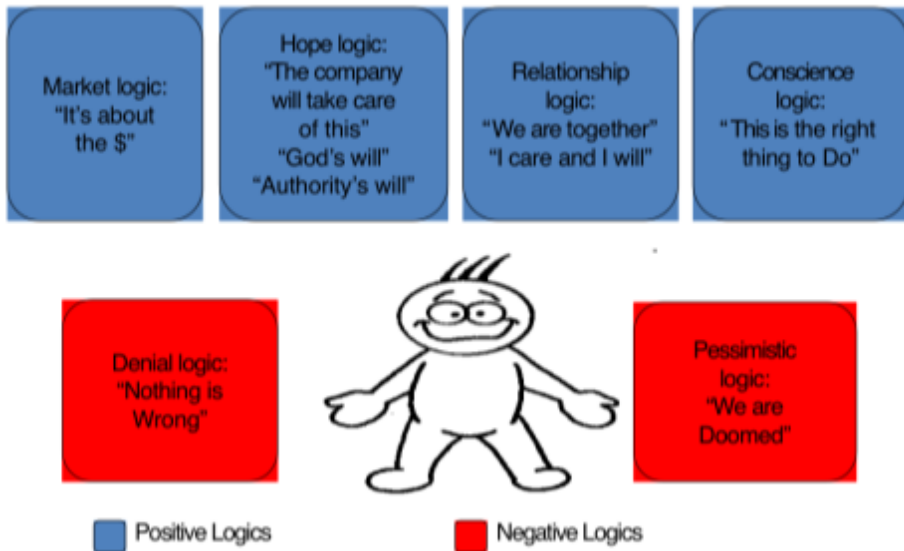 Market logic:
“It's about
the $”
Hope logic:
“The company
will take care
of this”
“God's will”
“Authority's will”
Relationship
logic:
“We are together”
“I care and I will”
Conscience
logic:
“This is the right
thing to Do”
Denial logic:
“Nothing is
Wrong”
Pessimistic
logic:
“We are
Doomed”
Positive Logics
Negative Logics